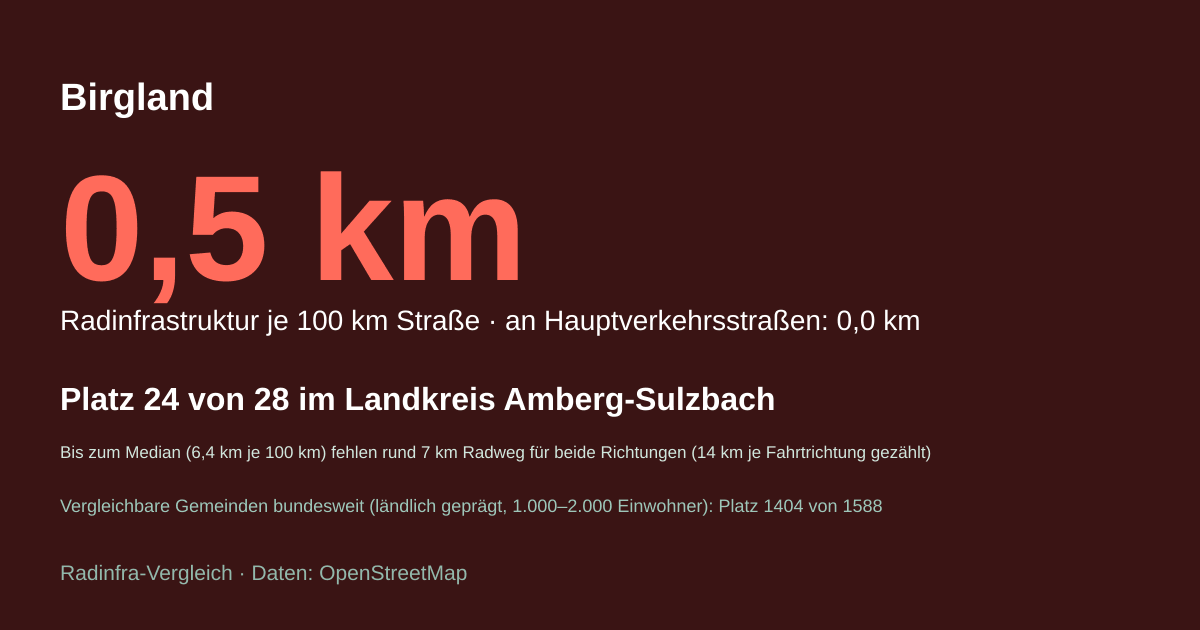 Birgland
0,5 km
Radinfrastruktur je 100 km Straße · an Hauptverkehrsstraßen: 0,0 km
Platz 24 von 28 im Landkreis Amberg-Sulzbach
Bis zum Median (6,4 km je 100 km) fehlen rund 7 km Radweg für beide Richtungen (14 km je Fahrtrichtung gezählt)
Vergleichbare Gemeinden bundesweit (ländlich geprägt, 1.000–2.000 Einwohner): Platz 1404 von 1588
Radinfra-Vergleich · Daten: OpenStreetMap